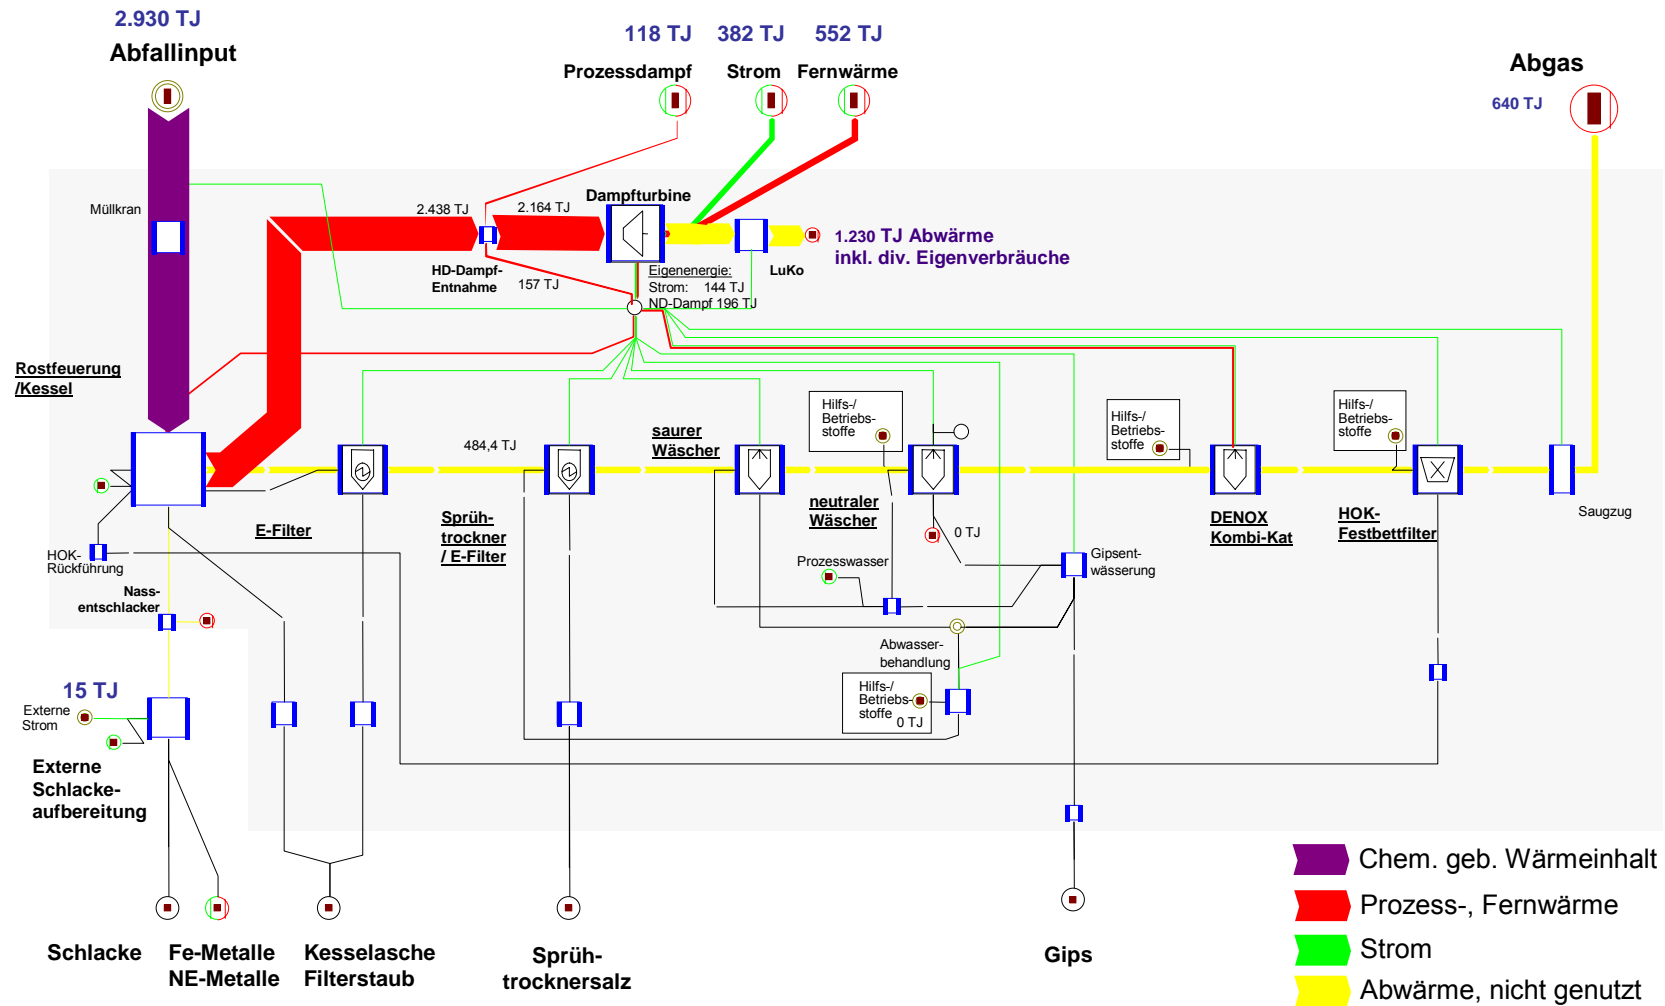 2.930 TJ
Abfallinput
118 TJ
382 TJ
552 TJ
Prozessdampf
Strom
Fernwärme
Abgas
640 TJ
Müllkran
2.438 TJ
2.164 TJ
Dampfturbine
1.230 TJ Abwärme
inkl. div. Eigenverbräuche
HD-Dampf-
Entnahme
157 TJ
Eigenenergie:
Strom: 144 TJ
ND-Dampf 196 TJ
LuKo
Rostfeuerung
/Kessel
484,4 TJ
saurer
Wäscher
Hilfs-/
Betriebs-
stoffe
Hilfs-/
Betriebs-
stoffe
Hilfs-/
Betriebs-
stoffe
E-Filter
Sprüh-
trockner
/ E-Filter
neutraler
Wäscher
0 TJ
DENOX
Kombi-Kat
HOK-
Festbettfilter
Saugzug
HOK-
Rückführung
Prozesswasser
Gipsent-
wässerung
Nass-
entschlacker
Abwasser-
behandlung
Hilfs-/
Betriebs-
stoffe
0 TJ
15 TJ
Externe
Strom
Externe
Schlacke-
aufbereitung
Schlacke
Fe-Metalle
NE-Metalle
Kesselasche
Filterstaub
Sprüh-
trocknersalz
Gips
Chem. geb. Wärmeinhalt
Prozess-, Fernwärme
Strom
Abwärme, nicht genutzt